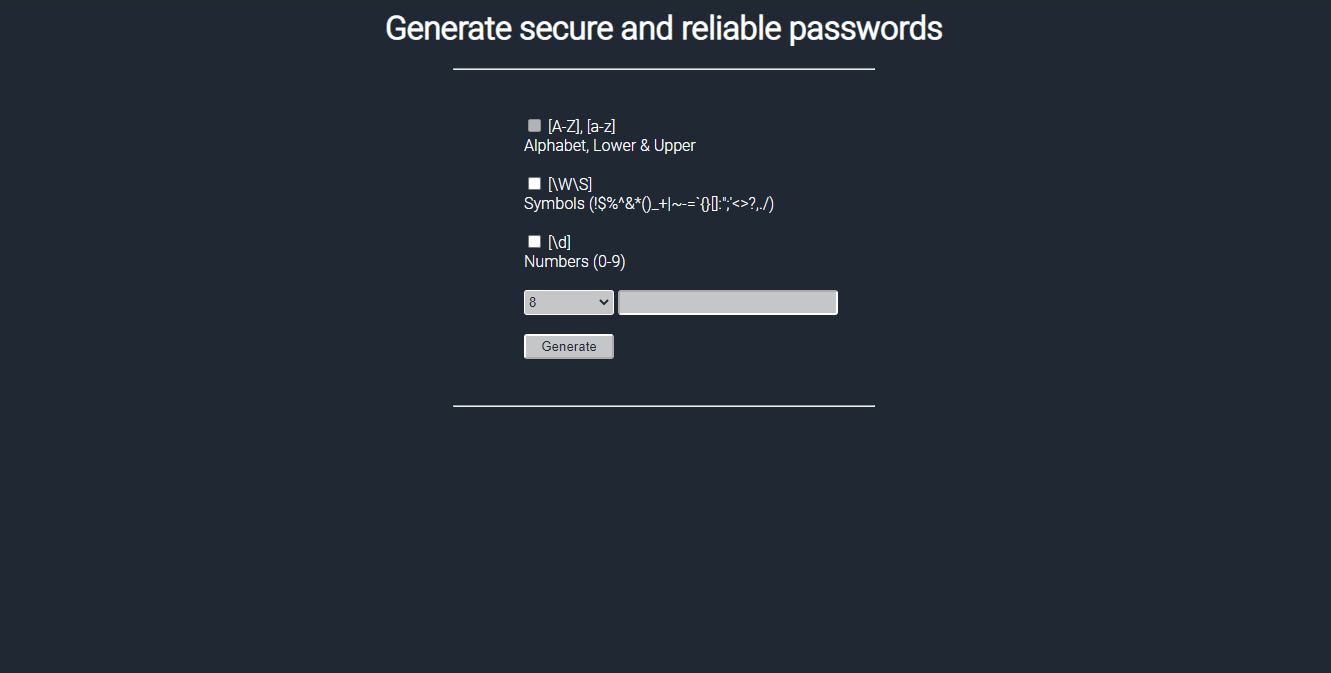 Generate secure and reliable passwords
[A-Z], [a-z]
Alphabet, Lower & Upper
[\W\S]
Symbols (!$%^&*()_+|~-=`{}[]:";'<>?,./)
[\d]
Numbers (0-9)
8
Generate